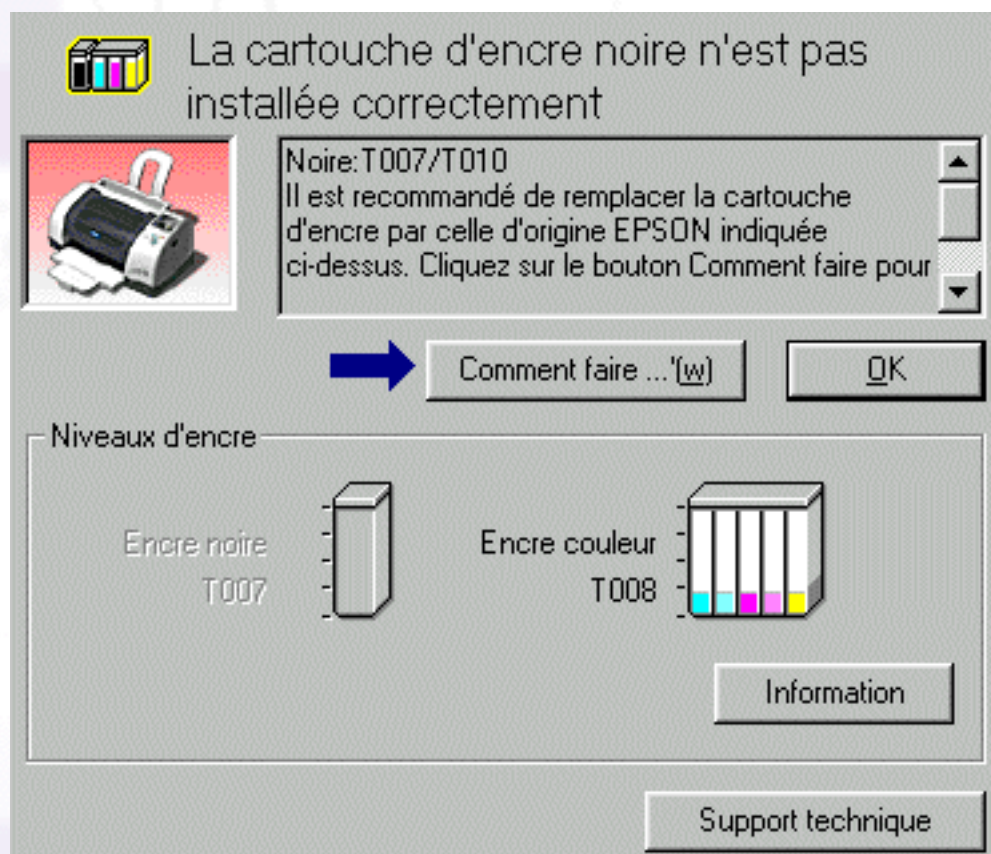 La cartouche d'encre noire n'est pas
installée correctement
Noire:T007/T010
Il est recommandé de remplacer la cartouche
d'encre par celle d'origine EPSON indiquée
ci-dessus. Cliquez sur le bouton Comment faire pour
Comment faire ...'(w)
OK
Niveaux d'encre
Encre noire
T007
Encre couleur
T008
Information
Support technique